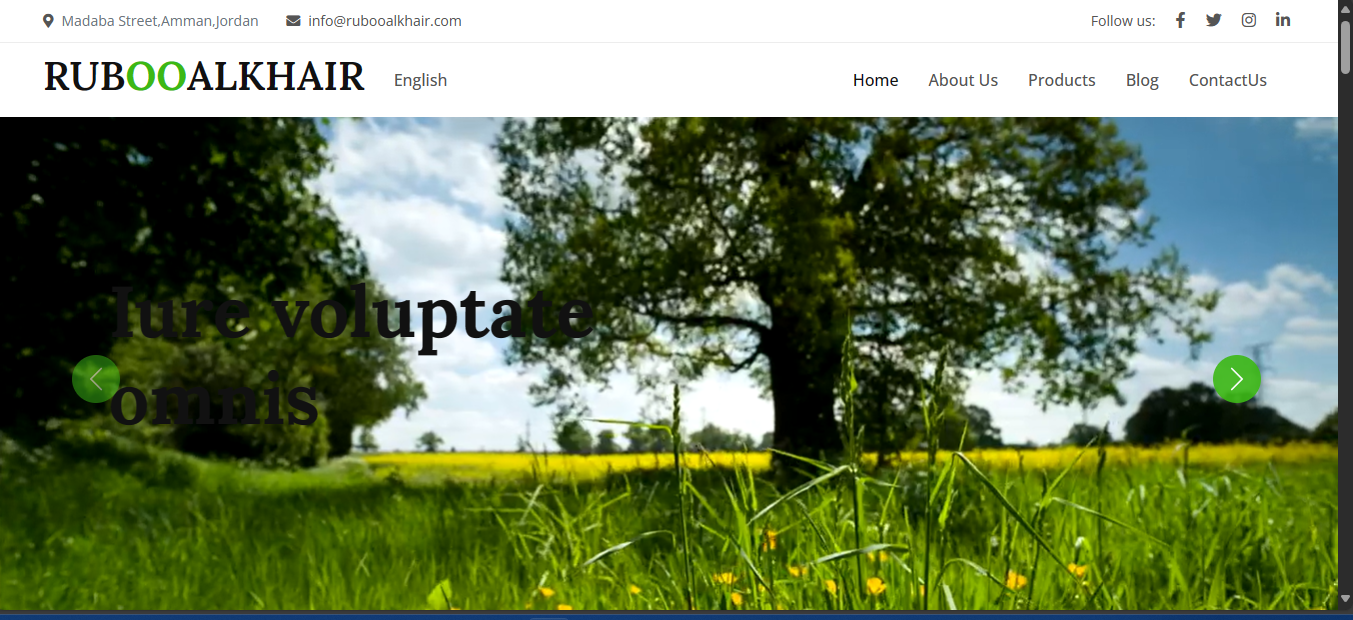 Madaba Street,Amman,Jordan info@rubooalkhair.com Follow us:
RUBOOALKHAIR English Home About Us Products Blog ContactUs
Iure voluptate
omnis